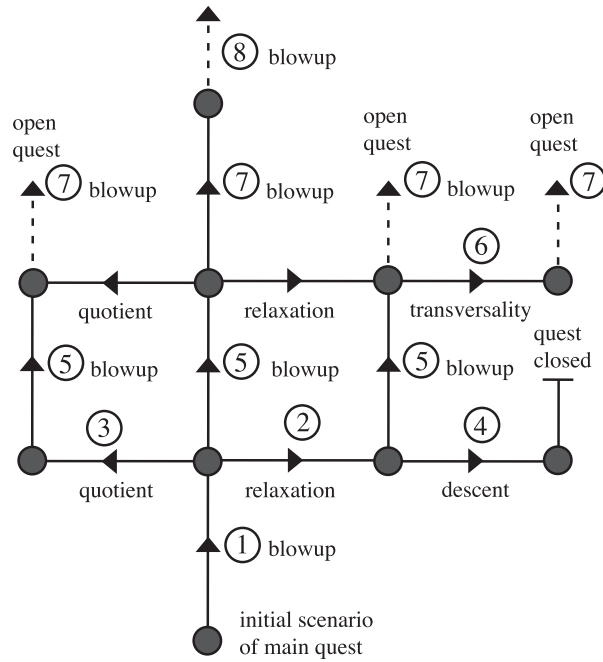 8 blowup
open
quest
open
quest
open
quest
7 blowup
7 blowup
7 blowup
7
6
quotient
relaxation
transversality
quest
closed
5 blowup
5 blowup
5 blowup
3
2
4
quotient
relaxation
descent
1 blowup
initial scenario
of main quest